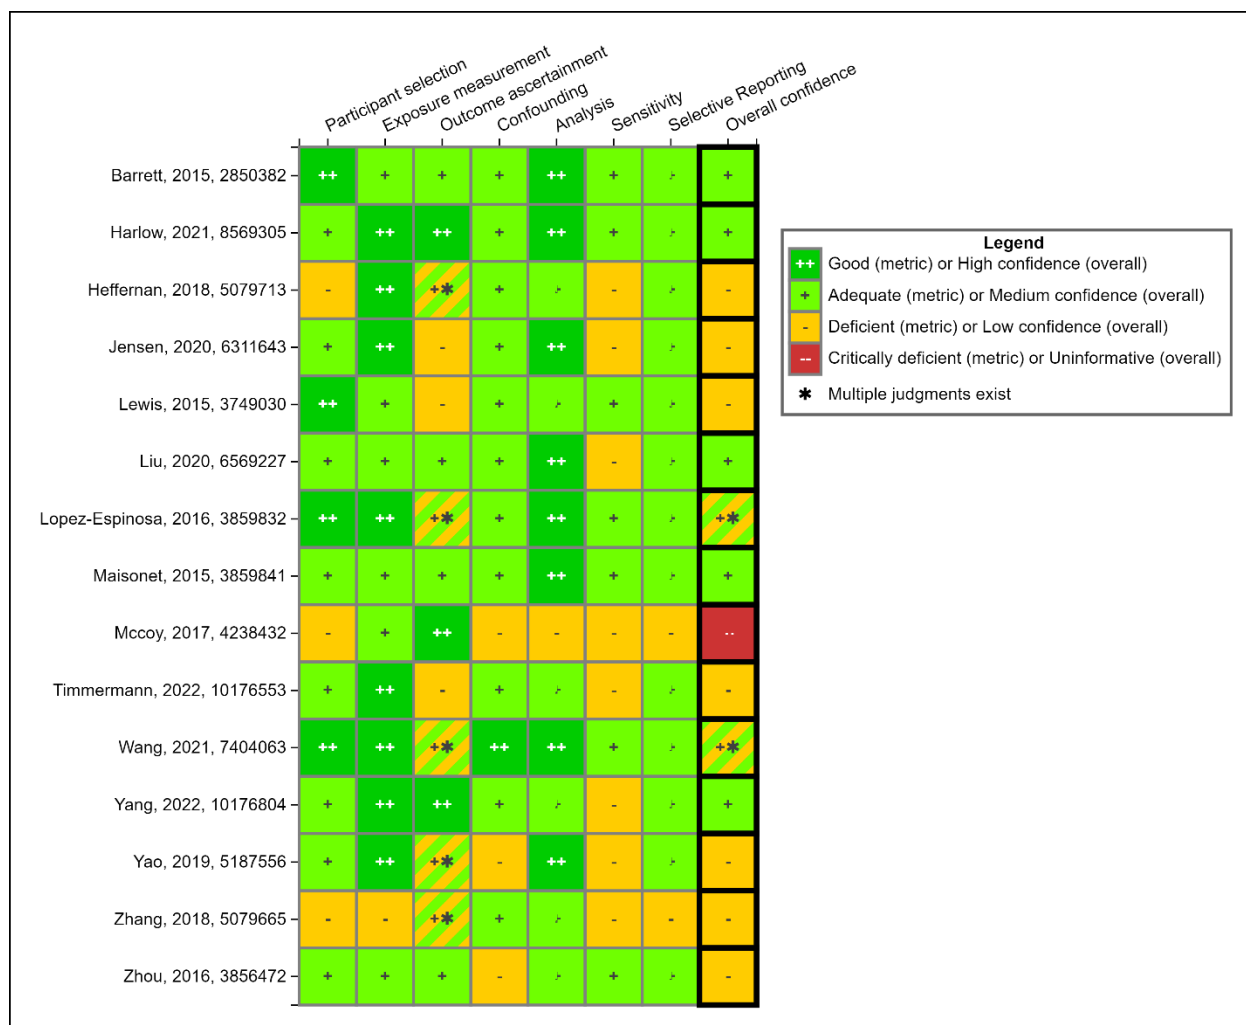 Participant selection
Exposure measurement
Outcome ascertainment
Confounding
Analysis
Sensitivity
Selective Reporting
Overall confidence
Barrett, 2015, 2850382 ++ + + + ++ + + +
Harlow, 2021, 8569305 + ++ ++ + ++ + + +
Heffernan, 2018, 5079713 - ++ +✱ + + - + -
Jensen, 2020, 6311643 + ++ - + ++ - + -
Lewis, 2015, 3749030 ++ + - + + + + -
Liu, 2020, 6569227 + + + + ++ - + +
Lopez-Espinosa, 2016, 3859832 ++ ++ +✱ + ++ + + +✱
Maisonet, 2015, 3859841 + + + + ++ + + +
Mccoy, 2017, 4238432 - + ++ - - - - --
Timmermann, 2022, 10176553 + ++ - + + - + -
Wang, 2021, 7404063 ++ ++ +✱ ++ ++ + + +✱
Yang, 2022, 10176804 + ++ ++ + + - + +
Yao, 2019, 5187556 + ++ +✱ - ++ - + -
Zhang, 2018, 5079665 - - +✱ + + - - -
Zhou, 2016, 3856472 + + + - + + + -
Legend
++ Good (metric) or High confidence (overall)
+ Adequate (metric) or Medium confidence (overall)
- Deficient (metric) or Low confidence (overall)
-- Critically deficient (metric) or Uninformative (overall)
✱ Multiple judgments exist